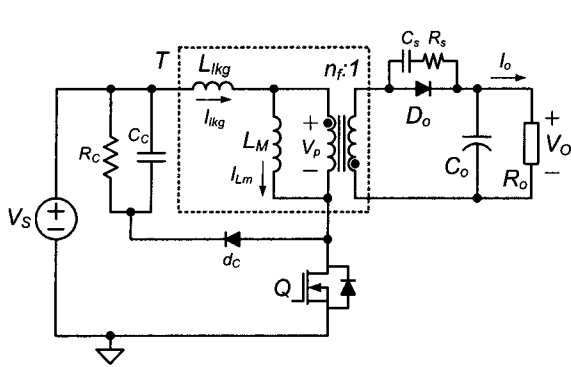 T
L_lkg
n_f:1
C_s
R_s
I_o
R_C
C_C
I_lkg
L_M
+
V_p
−
I_Lm
D_o
C_o
R_o
+
V_O
−
V_S
+
−
d_C
Q